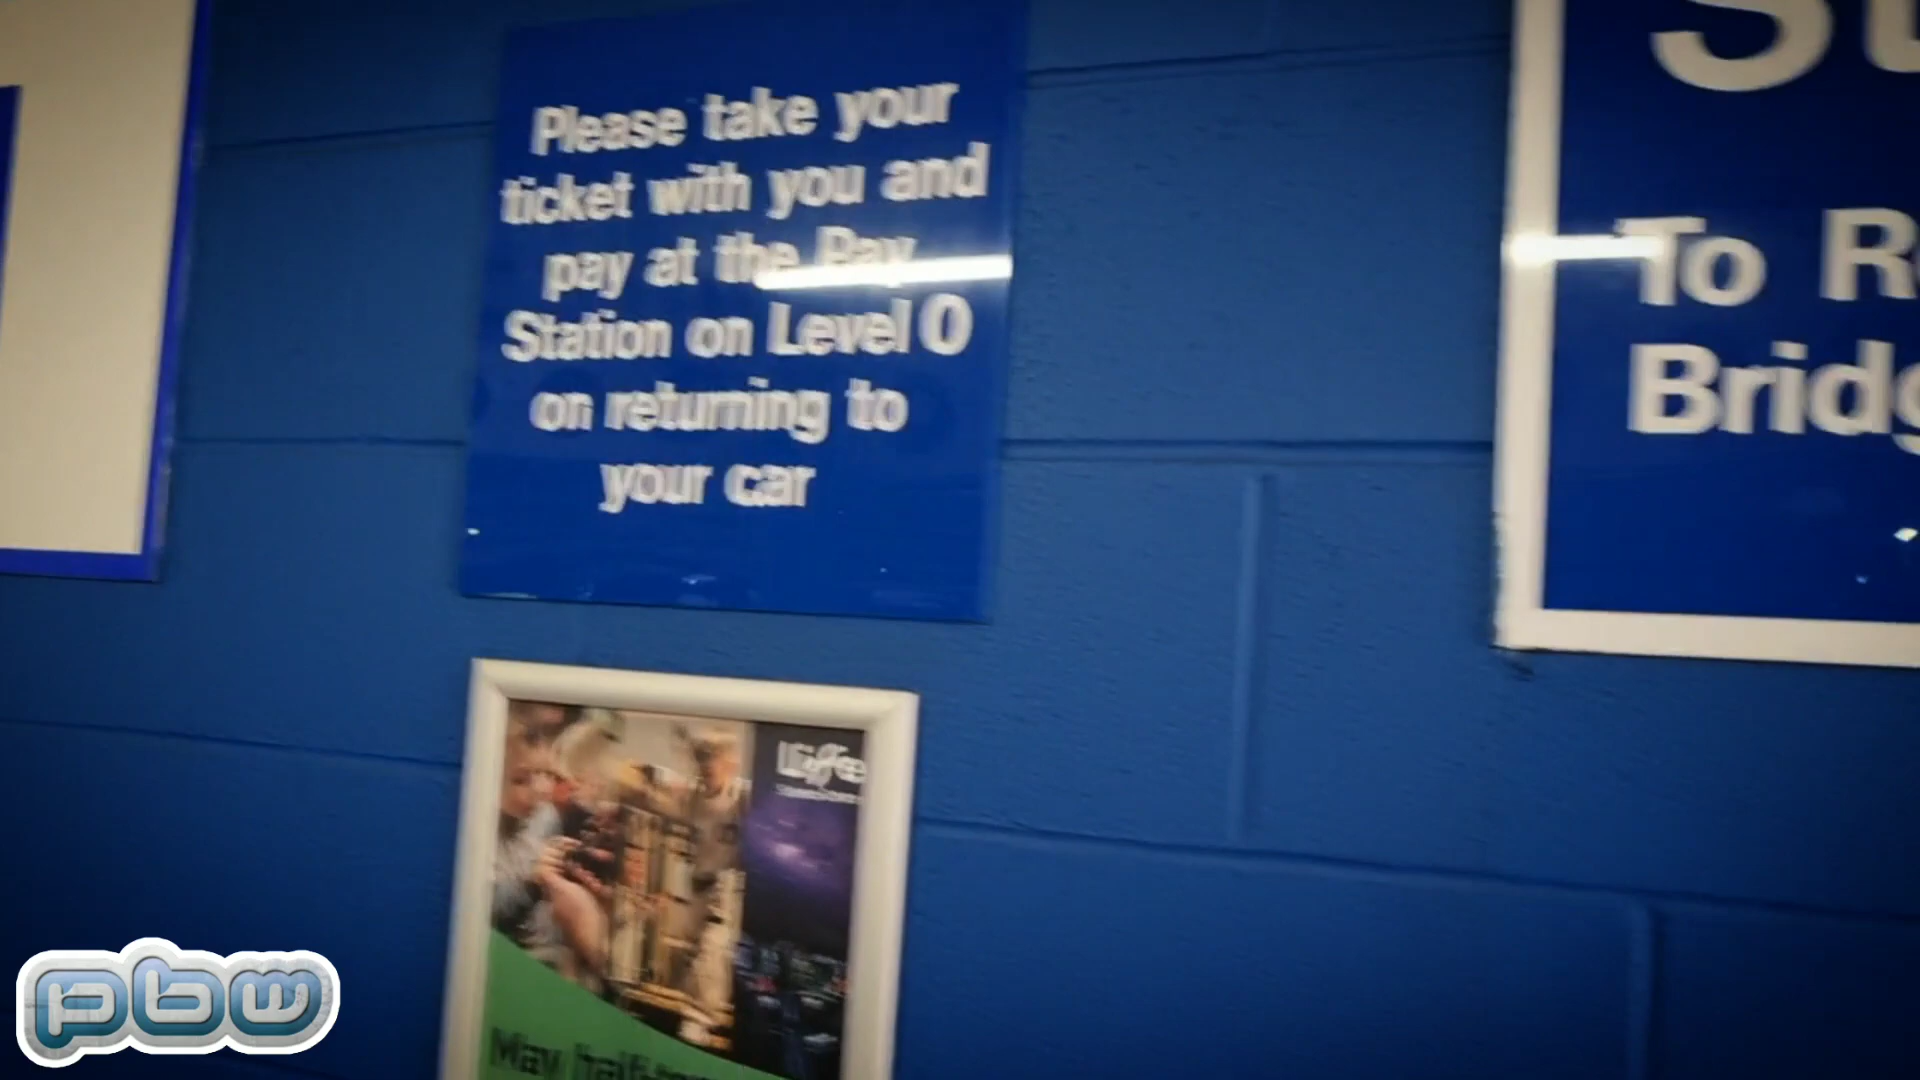 Please take your
ticket with you and
pay at the Pay
Station on Level 0
on returning to
your car
To
May
pbw